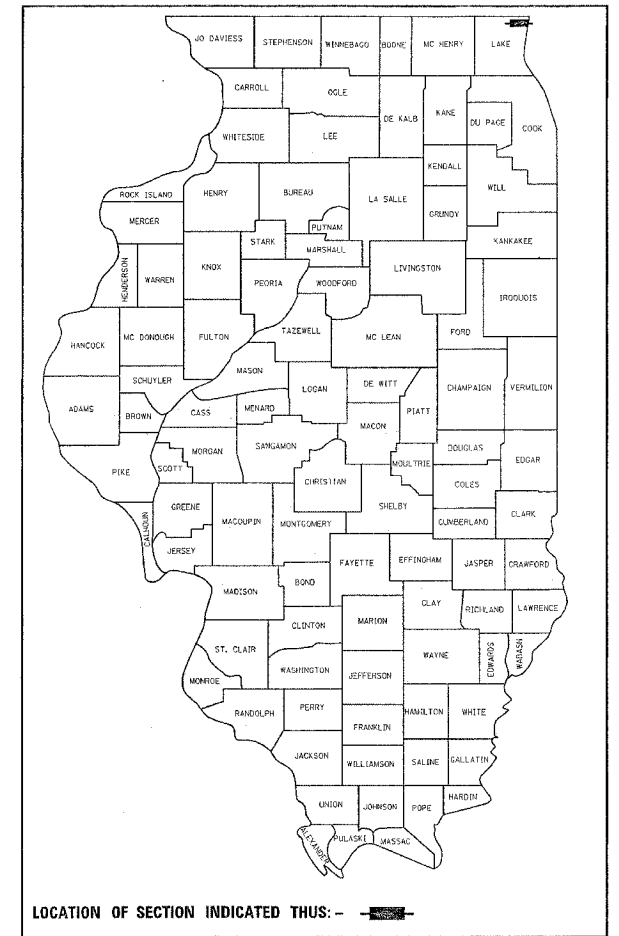 JO DAVIESS STEPHENSON WINNEBAGO BOONE MC HENRY LAKE
CARROLL OGLE
DE KALB KANE DU PAGE COOK
WHITESIDE LEE
KENDALL
ROCK ISLAND HENRY BUREAU LA SALLE WILL
MERCER PUTNAM GRUNDY
STARK MARSHALL KANKAKEE
HENDERSON WARREN KNOX PEORIA WOODFORD LIVINGSTON
IROQUOIS
HANCOCK MC DONOUGH FULTON TAZEWELL MC LEAN FORD
MASON
SCHUYLER LOGAN DE WITT CHAMPAIGN VERMILION
ADAMS BROWN CASS MENARD MACON PIATT
PIKE SCOTT MORGAN SANGAMON MOULTRIE DOUGLAS EDGAR
CHRISTIAN COLES
CALHOUN GREENE MACOUPIN MONTGOMERY SHELBY CUMBERLAND CLARK
JERSEY
FAYETTE EFFINGHAM JASPER CRAWFORD
MADISON BOND
CLINTON MARION CLAY RICHLAND LAWRENCE
ST. CLAIR WASHINGTON JEFFERSON WAYNE EDWARDS WABASH
MONROE
RANDOLPH PERRY FRANKLIN HAMILTON WHITE
JACKSON WILLIAMSON SALINE GALLATIN
UNION JOHNSON POPE HARDIN
ALEXANDER PULASKI MASSAC
LOCATION OF SECTION INDICATED THUS: -